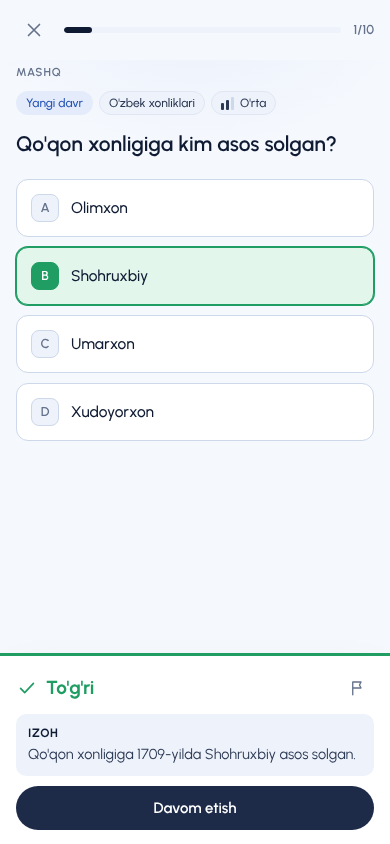 1/10
MASHQ
Yangi davr
O'zbek xonliklari
O'rta
Qo'qon xonligiga kim asos solgan?
A
Olimxon
B
Shohruxbiy
C
Umarxon
D
Xudoyorxon
To'g'ri
IZOH
Qo'qon xonligiga 1709-yilda Shohruxbiy asos solgan.
Davom etish